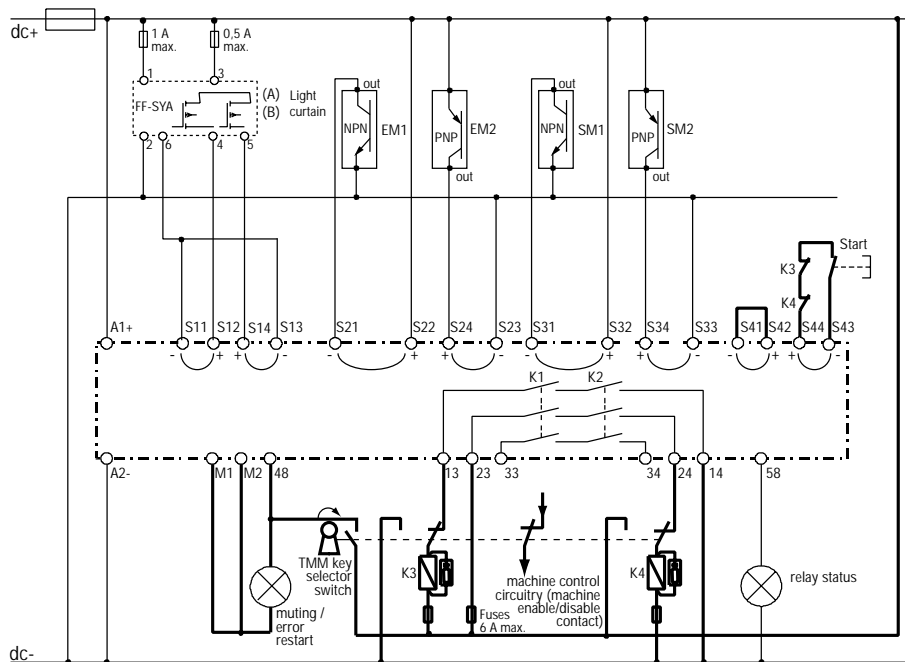 dc+
1 A
max.
0,5 A
max.
1
3
FF-SYA
(A)
(B)
Light
curtain
2
6
4
5
out
NPN
EM1
PNP
EM2
out
out
NPN
SM1
PNP
SM2
out
Start
K3
K4
A1+
S11
S12
S14
S13
S21
S22
S24
S23
S31
S32
S34
S33
S41
S42
S44
S43
-
+
+
-
-
+
+
-
-
+
+
-
-
+
+
-
K1
K2
A2-
M1
M2
48
13
23
33
34
24
14
58
TMM key
selector
switch
muting /
error
restart
K3
Fuses
6 A max.
machine control
circuitry (machine
enable/disable
contact)
K4
relay status
dc-